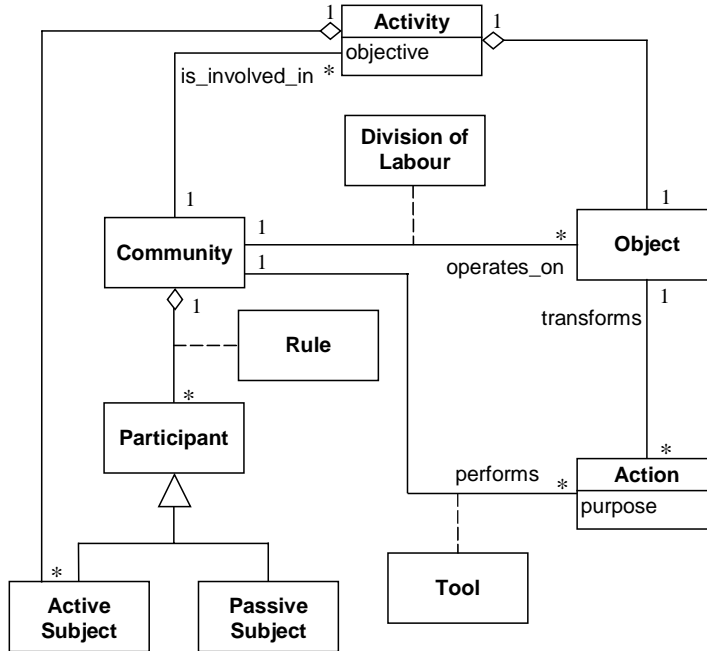 1
Activity
1
objective
is_involved_in *
Division of
Labour
1
1
Community
1
*
Object
operates_on
1
1
1
transforms
Rule
*
Participant
*
performs
*
Action
purpose
Tool
*
Active
Subject
Passive
Subject